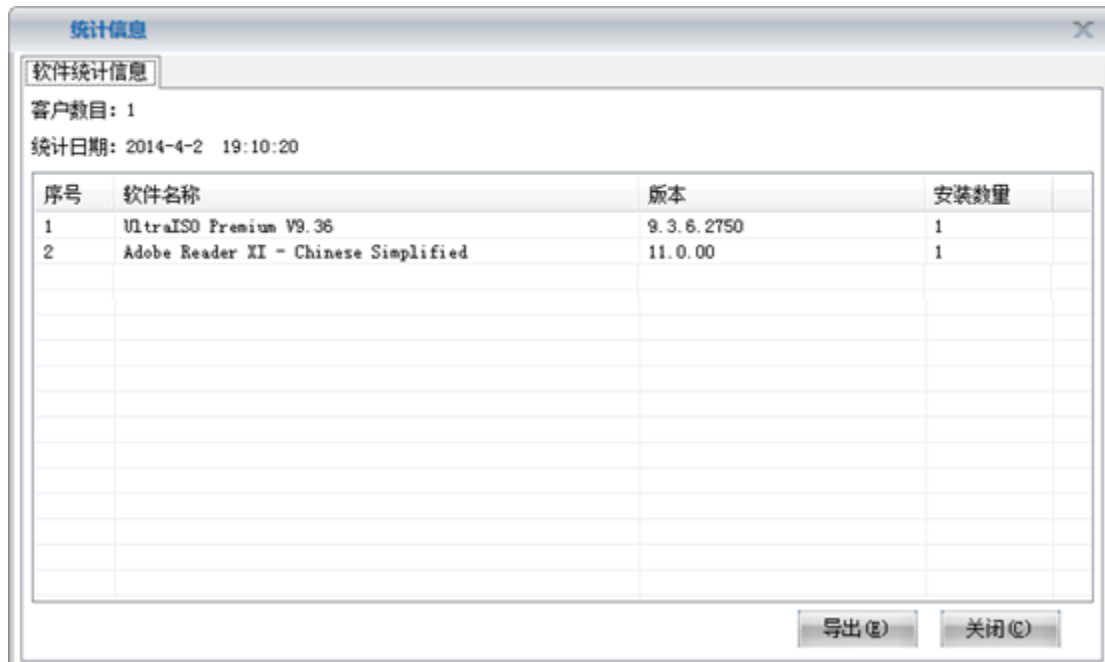 统计信息
软件统计信息
客户数目: 1
统计日期: 2014-4-2 19:10:20
序号 软件名称 版本 安装数量
1 UltraISO Premium V9.36 9.3.6.2750 1
2 Adobe Reader XI - Chinese Simplified 11.0.00 1
导出(E) 关闭(C)